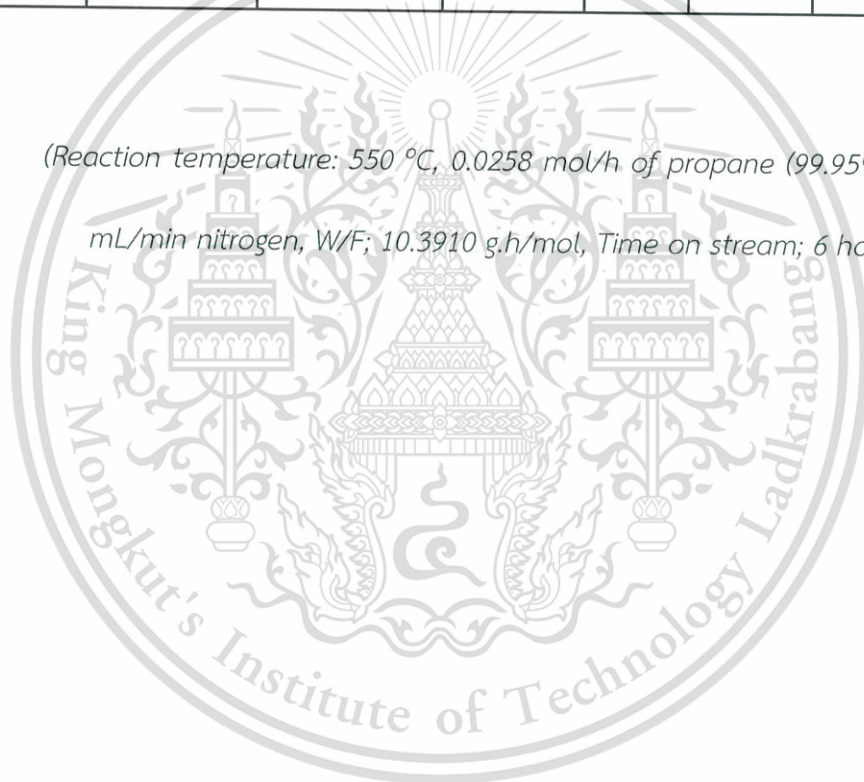 (Reaction temperature: 550 °C, 0.0258 mol/h of propane (99.95
mL/min nitrogen, W/F; 10.3910 g.h/mol, Time on stream; 6
King Mongkut's Institute of Technology Ladkrabang